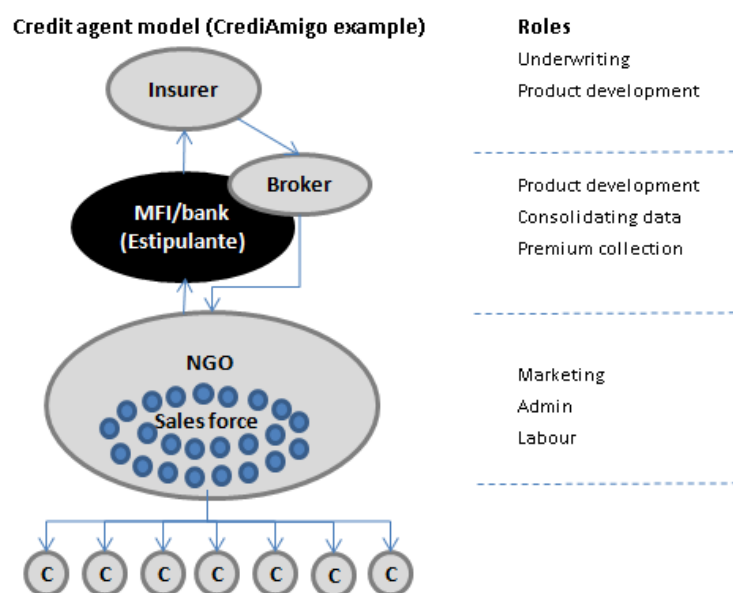 Credit agent model (CrediAmigo example)
Roles
Underwriting
Product development
Insurer
Broker
MFI/bank
(Estipulante)
Product development
Consolidating data
Premium collection
NGO
Sales force
Marketing
Admin
Labour
C C C C C C C